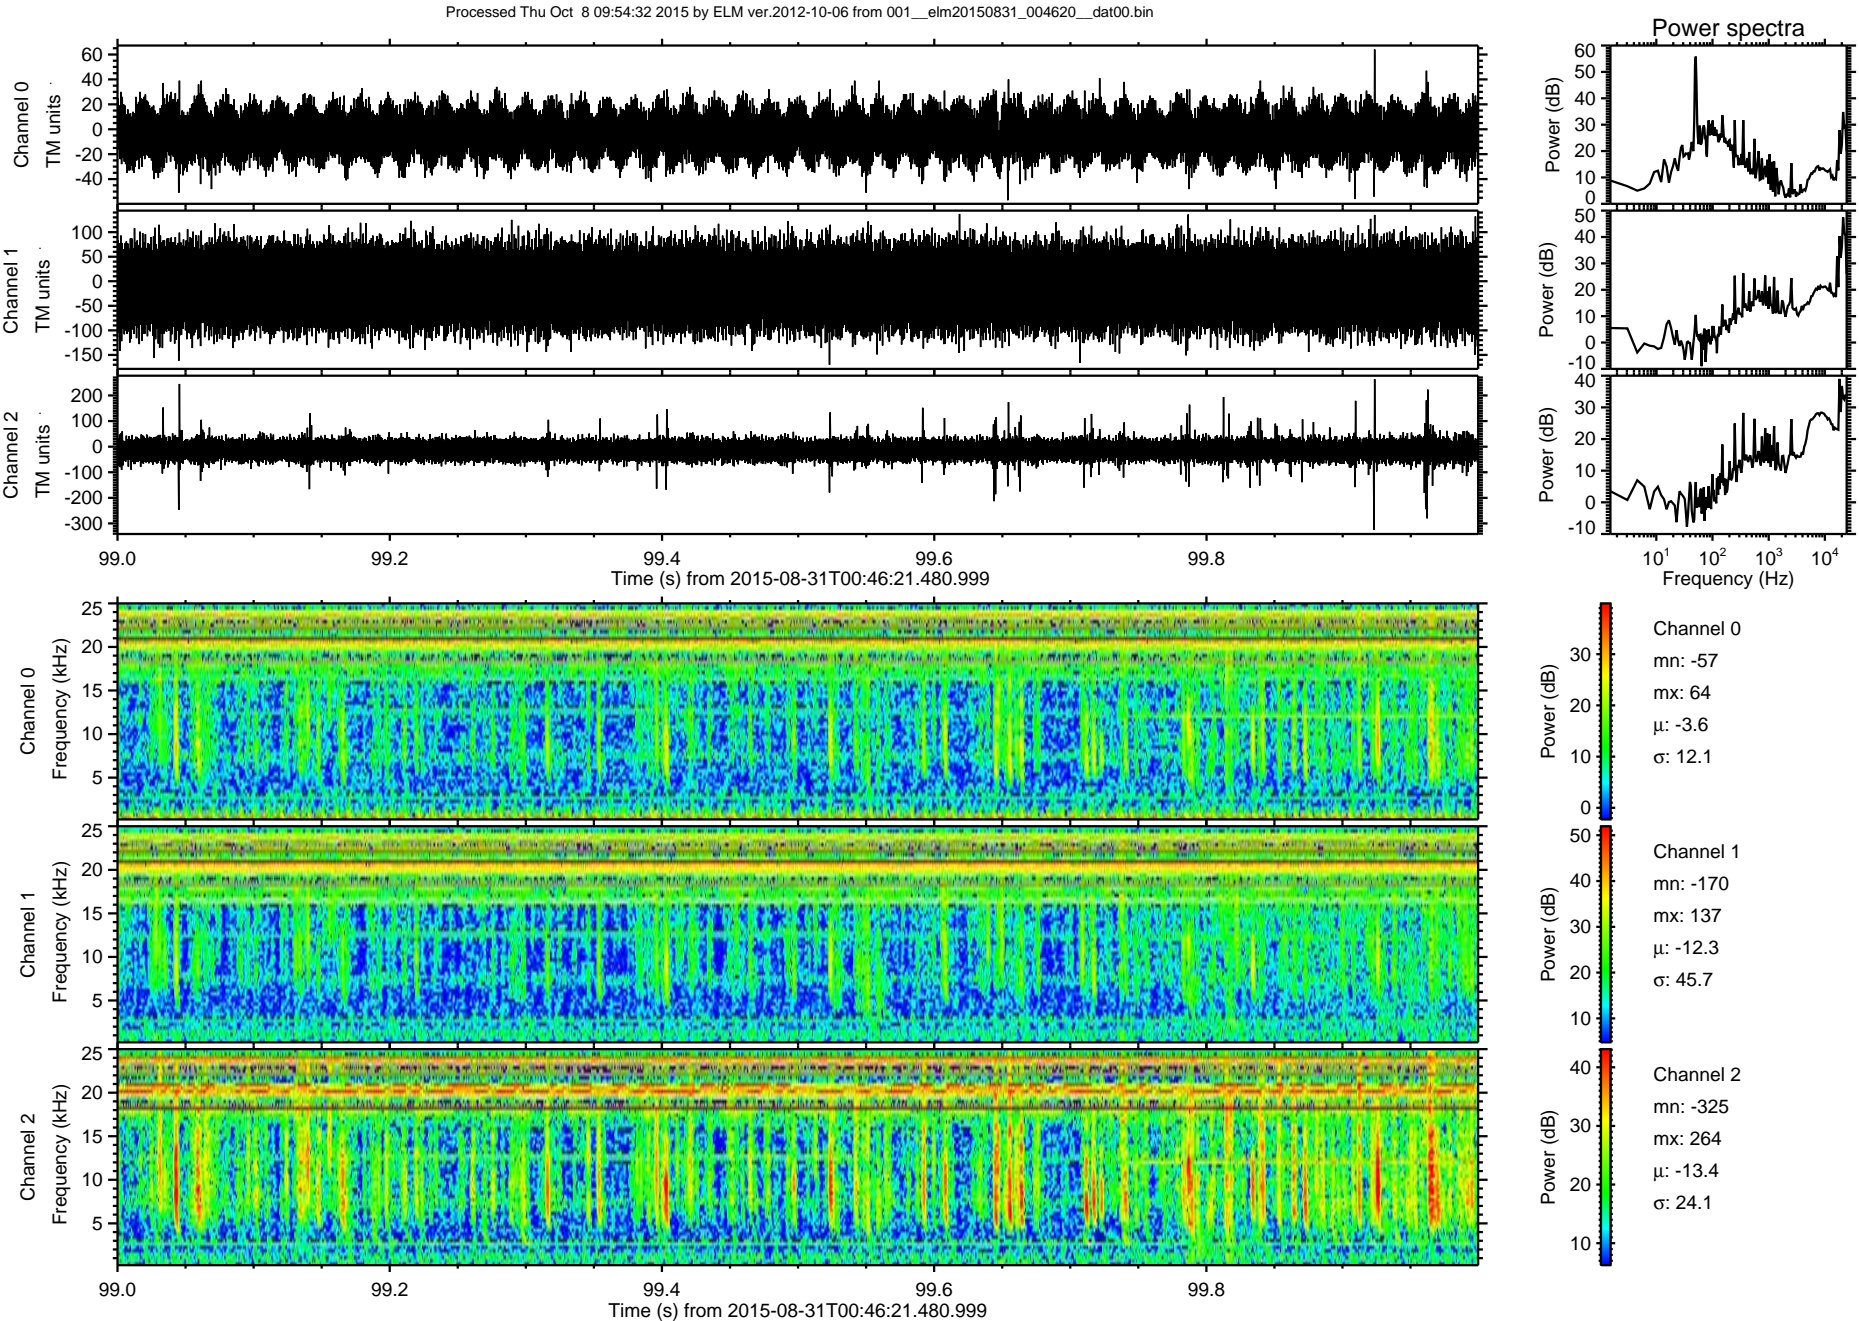 Processed Thu Oct  8 09:54:32 2015 by ELM ver.2012-10-06 from 001__elm20150831_004620__dat00.bin
Power spectra
Channel 0
TM units
60
40
20
0
-20
-40
Power (dB)
60
50
40
30
20
10
0
Channel 1
TM units
100
50
0
-50
-100
-150
Power (dB)
50
40
30
20
10
0
-10
Channel 2
TM units
200
100
0
-100
-200
-300
Power (dB)
40
30
20
10
0
-10
99.0 99.2 99.4 99.6 99.8
Time (s) from 2015-08-31T00:46:21.480.999
10^1 10^2 10^3 10^4
Frequency (Hz)
Channel 0
Frequency (kHz)
25
20
15
10
5
Power (dB)
30
20
10
0
Channel 0
mn: -57
mx: 64
μ: -3.6
σ: 12.1
Channel 1
Frequency (kHz)
25
20
15
10
5
Power (dB)
50
40
30
20
10
Channel 1
mn: -170
mx: 137
μ: -12.3
σ: 45.7
Channel 2
Frequency (kHz)
25
20
15
10
5
Power (dB)
40
30
20
10
Channel 2
mn: -325
mx: 264
μ: -13.4
σ: 24.1
99.0 99.2 99.4 99.6 99.8
Time (s) from 2015-08-31T00:46:21.480.999